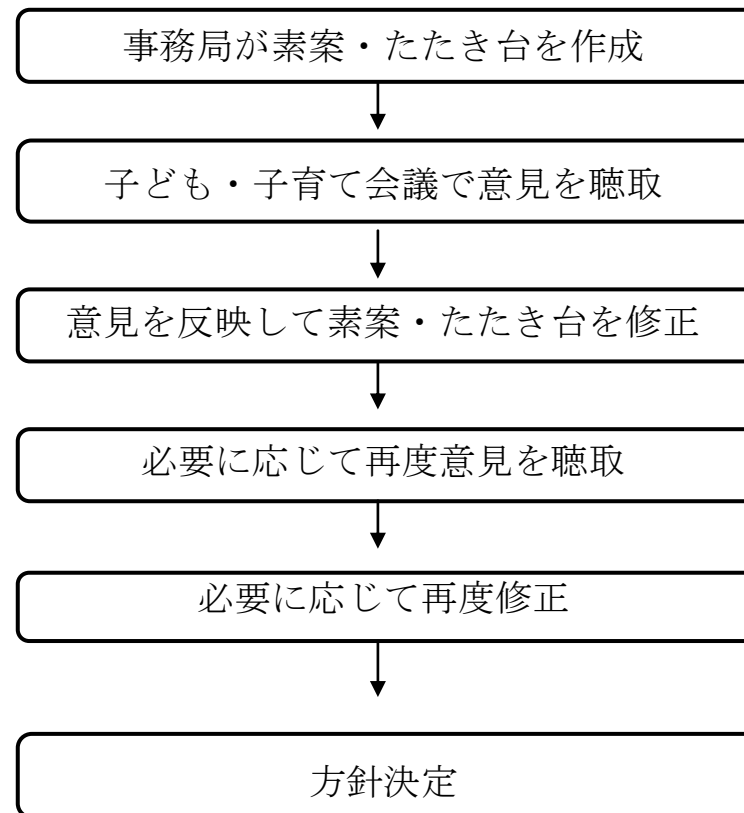 事務局が素案・たたき台を作成
子ども・子育て会議で意見を聴取
意見を反映して素案・たたき台を修正
必要に応じて再度意見を聴取
必要に応じて再度修正
方針決定